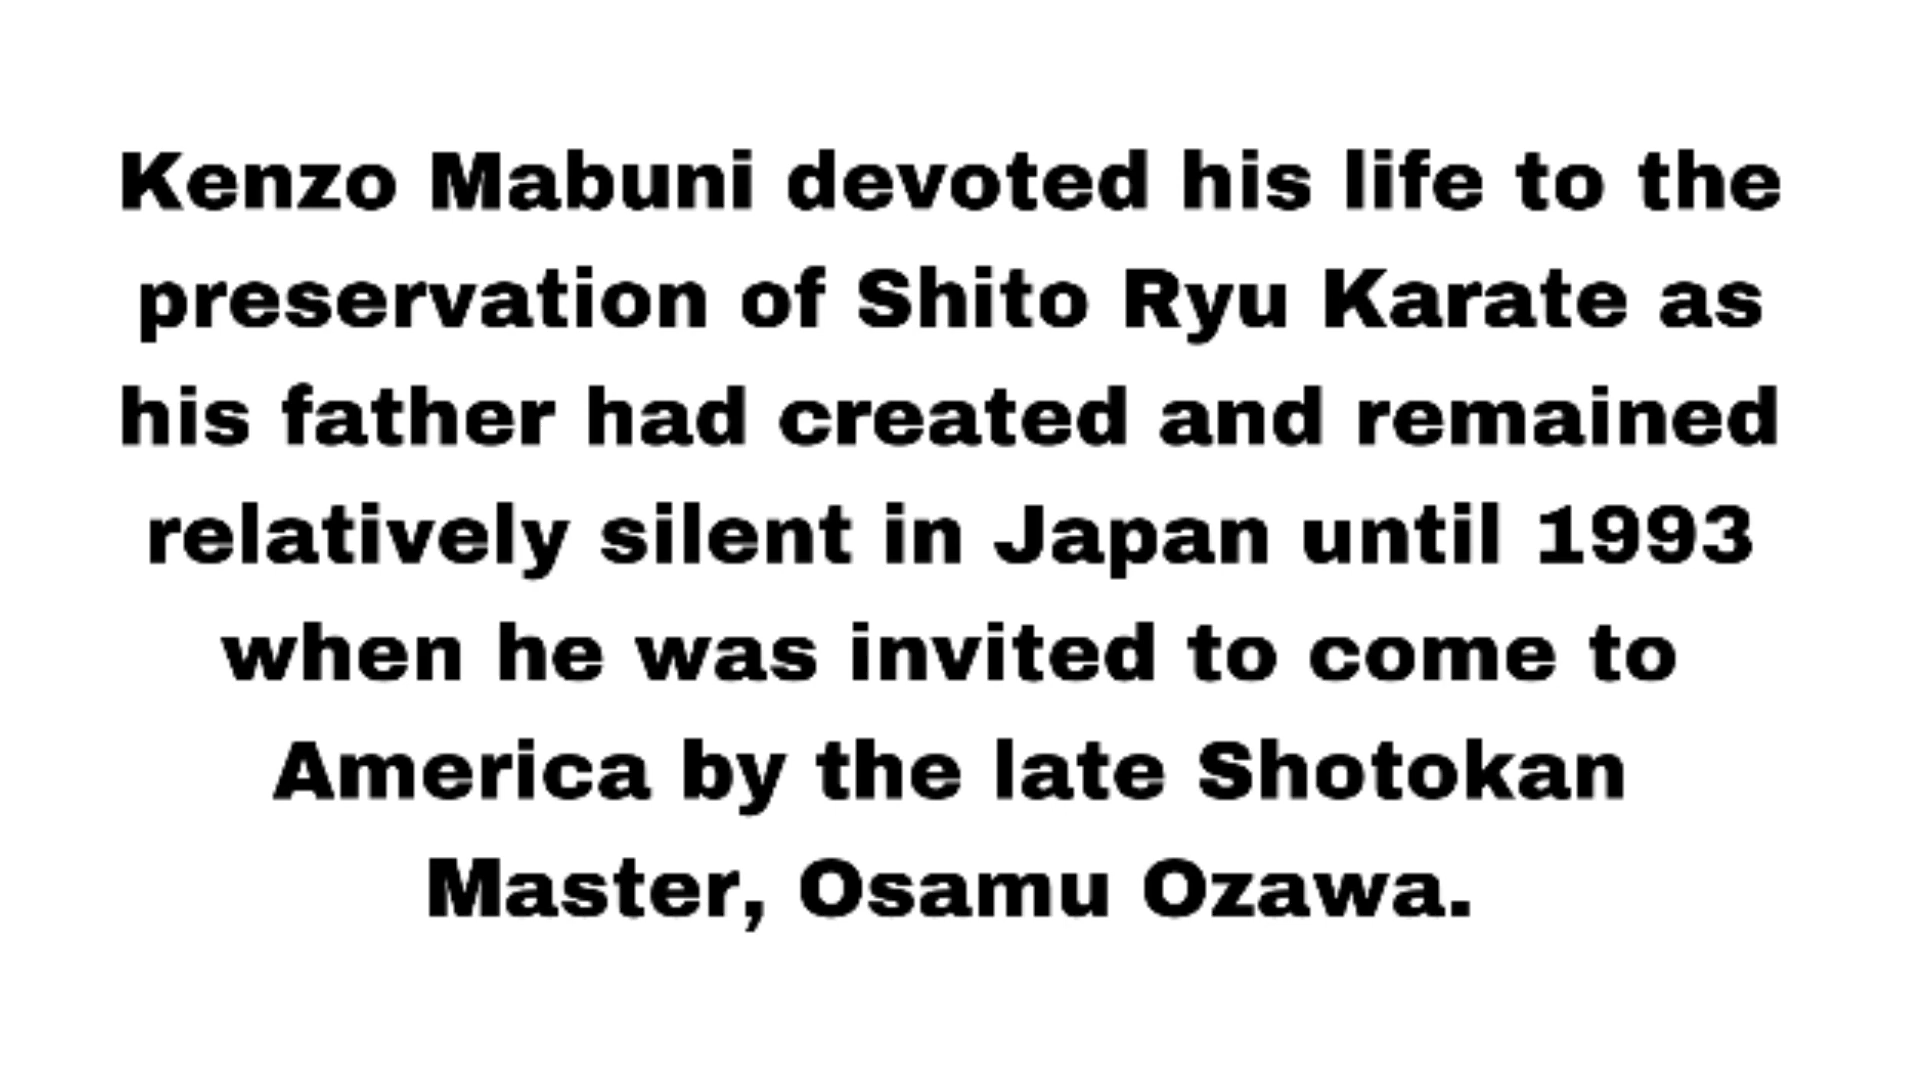 Kenzo Mabuni devoted his life to the
preservation of Shito Ryu Karate as
his father had created and remained
relatively silent in Japan until 1993
when he was invited to come to
America by the late Shotokan
Master, Osamu Ozawa.